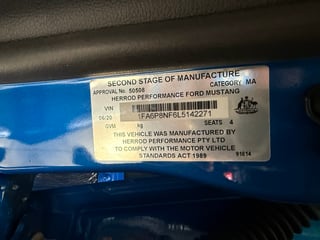 SECOND STAGE OF MANUFACTURE
APPROVAL No. 50508 CATEGORY MA
HERROD PERFORMANCE FORD MUSTANG
VIN
06/20 1FA6P8NF6L5142271
GVM kg SEATS 4
THIS VEHICLE WAS MANUFACTURED BY
HERROD PERFORMANCE PTY LTD
TO COMPLY WITH THE MOTOR VEHICLE
STANDARDS ACT 1989 91614